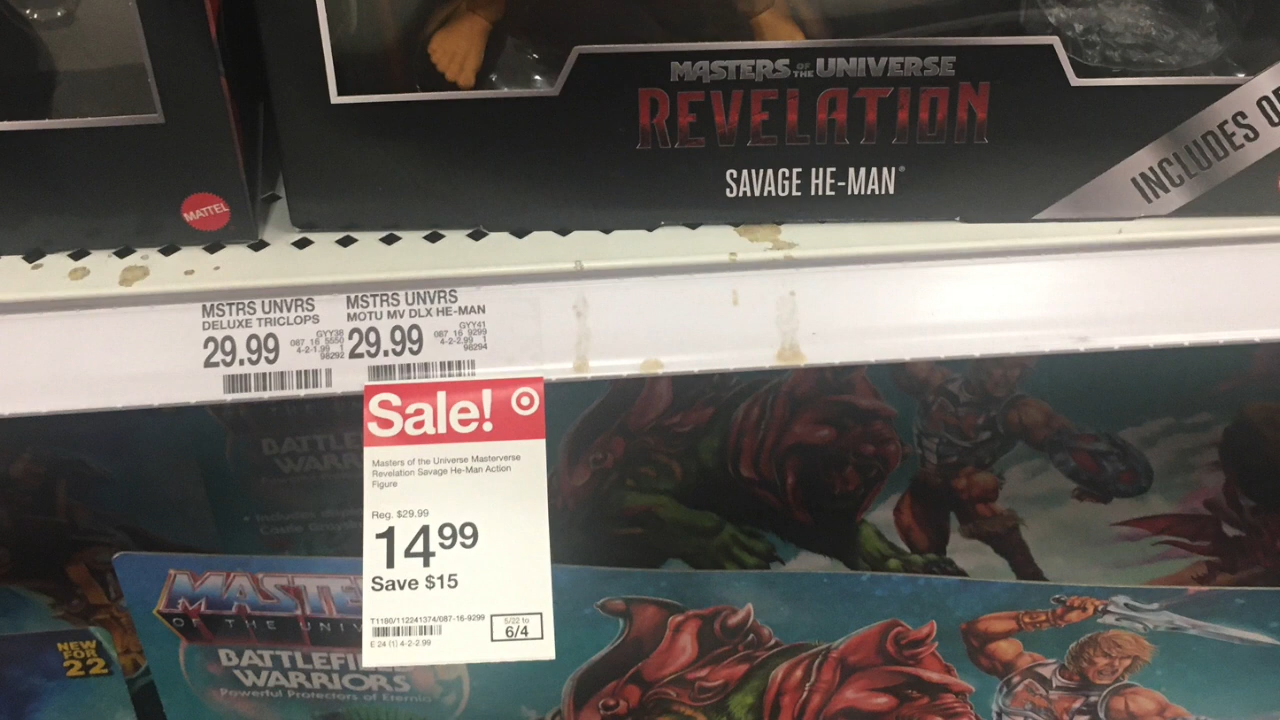 MASTERS OF THE UNIVERSE
REVELATION
SAVAGE HE-MAN®
INCLUDES
MATTEL
MSTRS UNVRS
DELUXE TRICLOPS
29.99
GYY38
087 16 5550
4-2-1.99 1
98292
MSTRS UNVRS
MOTU MV DLX HE-MAN
29.99
GYY41
087 16 9299
4-2-2.99 1
98294
Sale!
Masters of the Universe Masterverse
Revelation Savage He-Man Action
Figure
Reg. $29.99
14 99
Save $15
T1180/112241374/087-16-9299
E 24 (1) 4-2-2.99
5/22 to
6/4
BATTLE
WARR
MASTE
OF THE UNIV
BATTLEFIE
WARRIORS
Powerful Protectors of Eternia
NEW
FOR
22